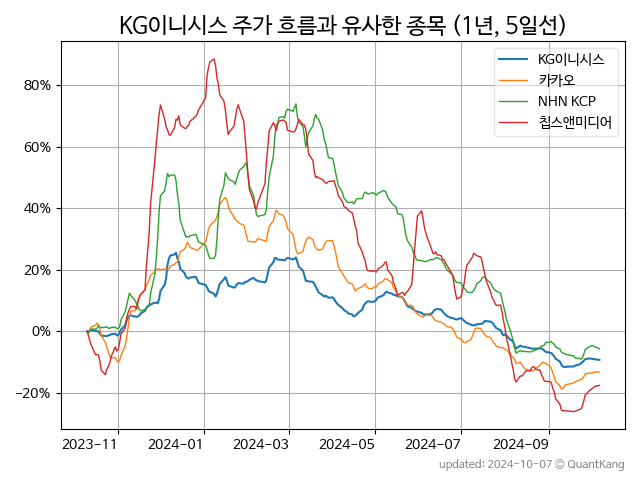 KG이니시스 주가 흐름과 유사한 종목 (1년, 5일선)
KG이니시스
카카오
NHN KCP
칩스앤미디어
80%
60%
40%
20%
0%
−20%
2023−11
2024−01
2024−03
2024−05
2024−07
2024−09
updated: 2024-10-07 © QuantKang